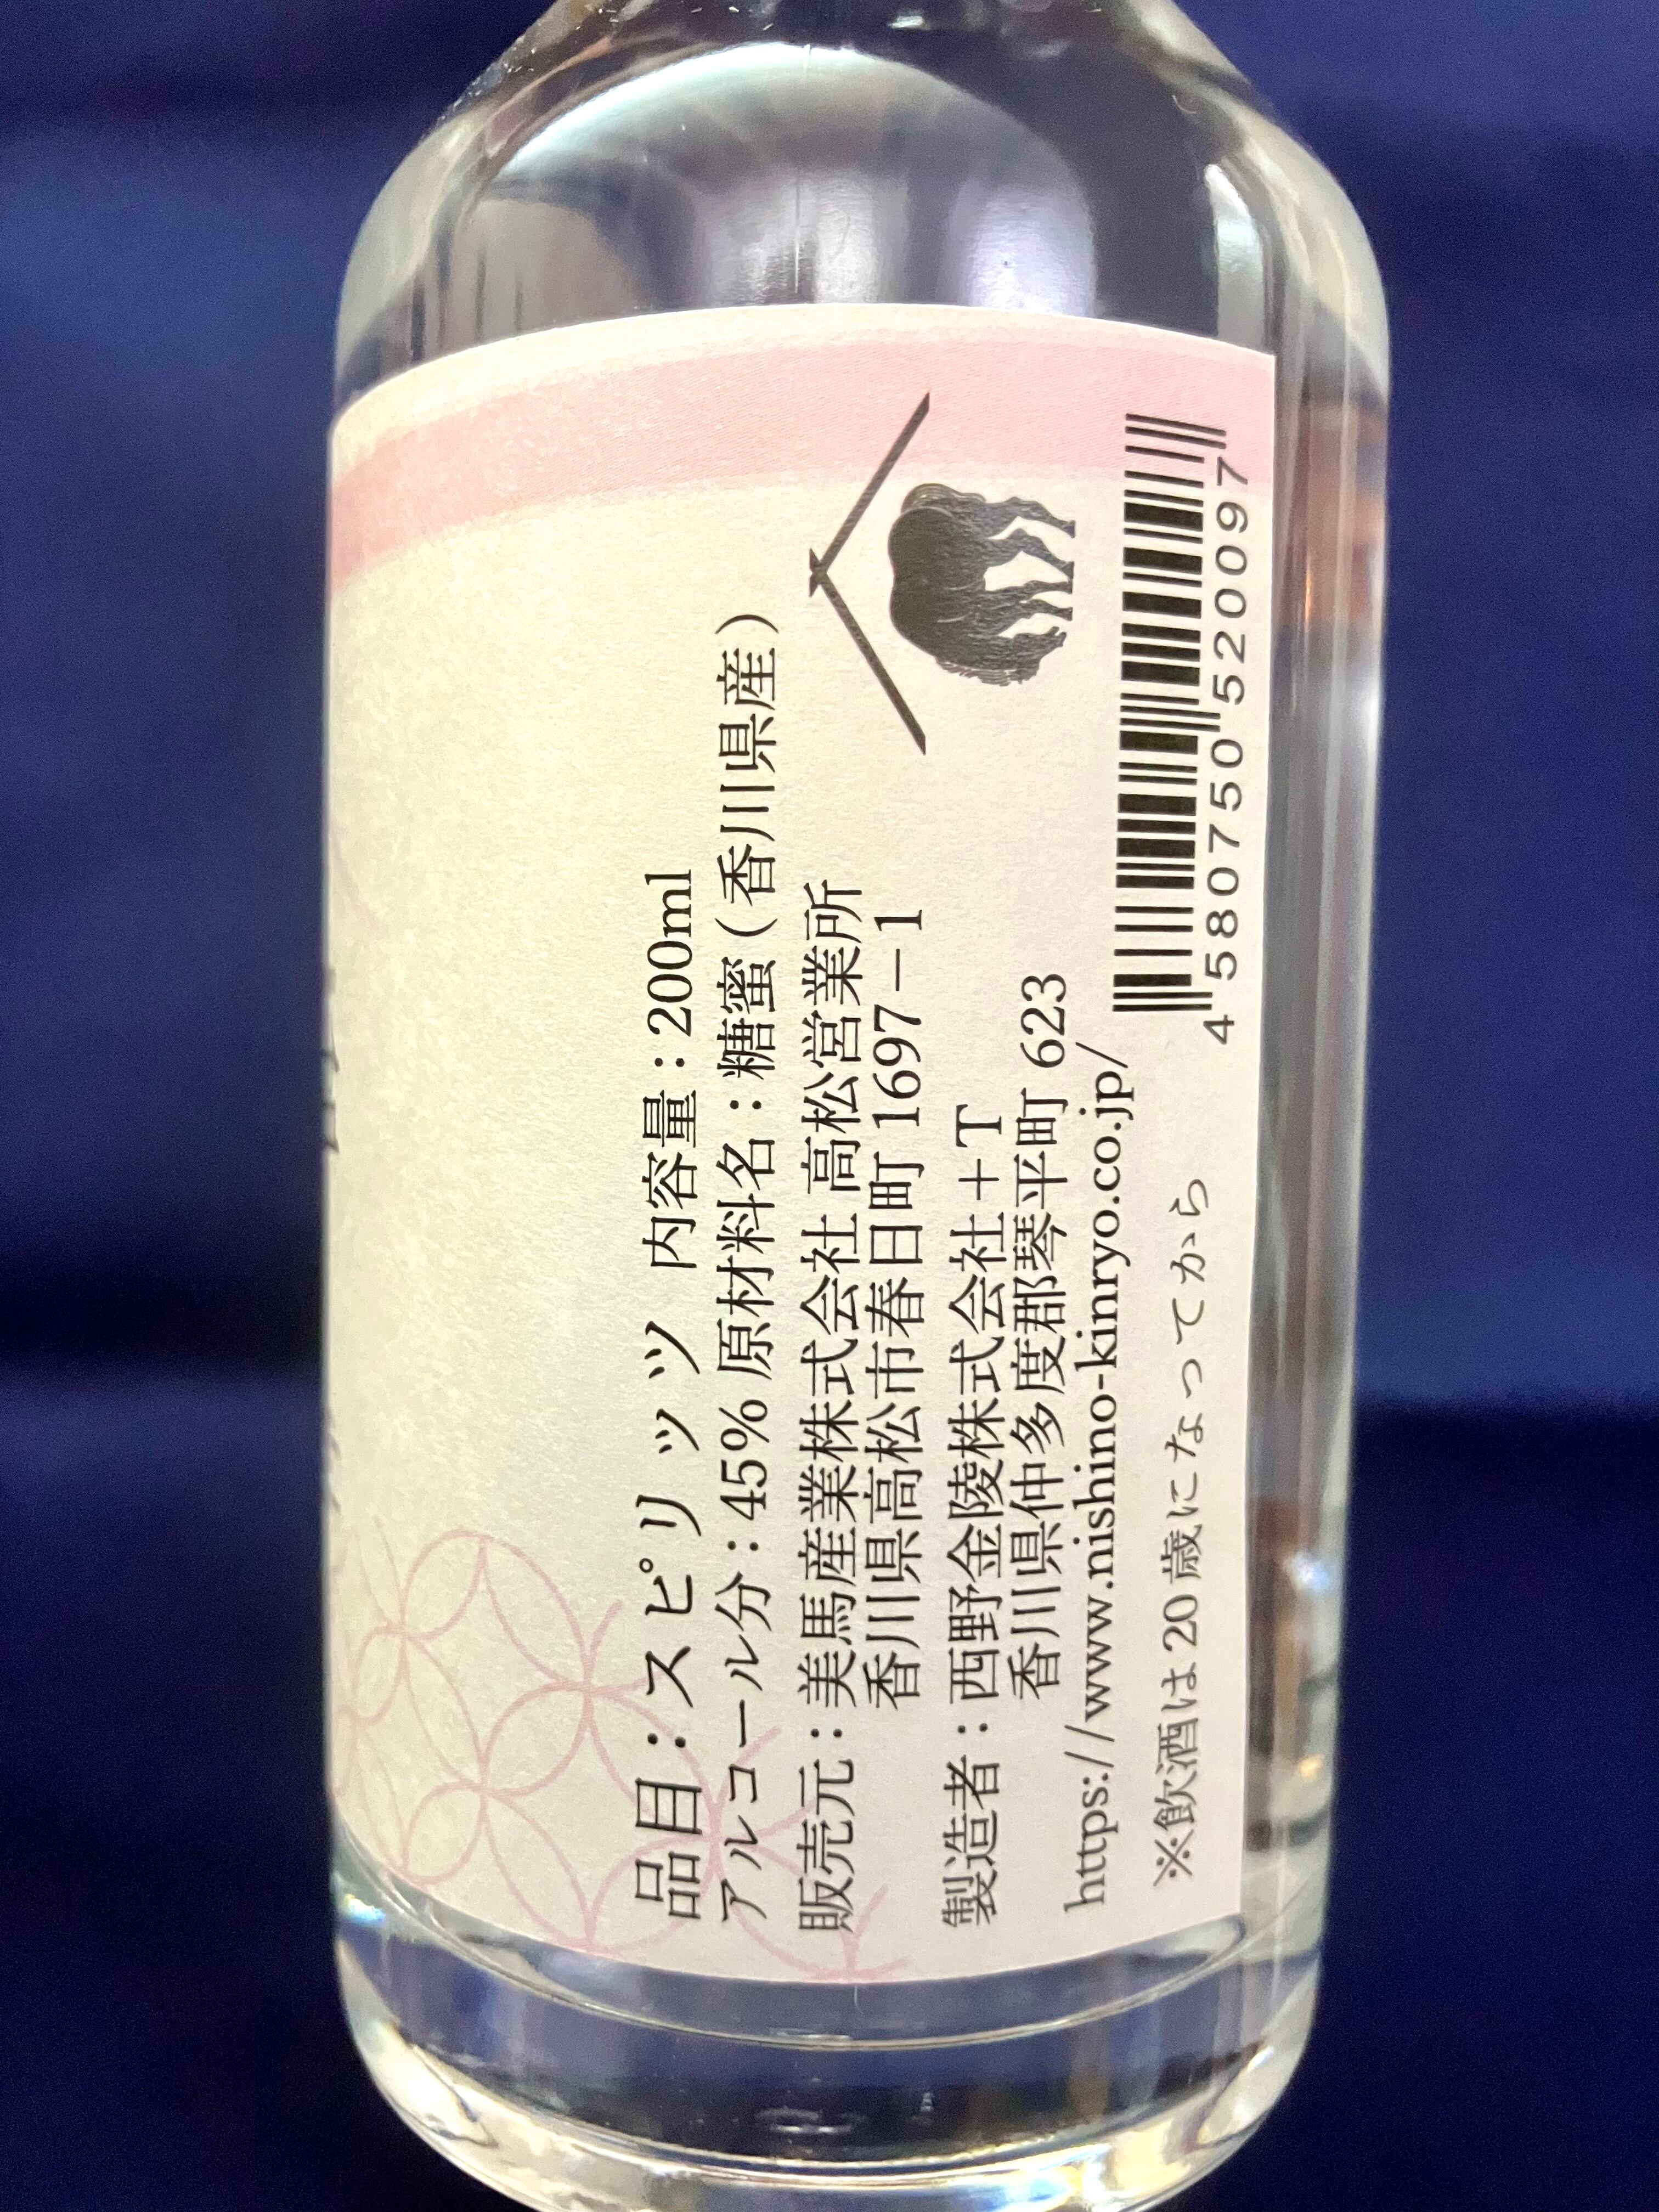 品目：スピリッツ 内容量：200ml
アルコール分：45% 原材料名：糖蜜（香川県産）
販売元：美馬産業株式会社 高松営業所
香川県高松市春日町 1697－1
製造者：西野金陵株式会社＋T
香川県仲多度郡琴平町 623
https://www.nishino-kinryo.co.jp/
※飲酒は20歳になってから
4580750520097